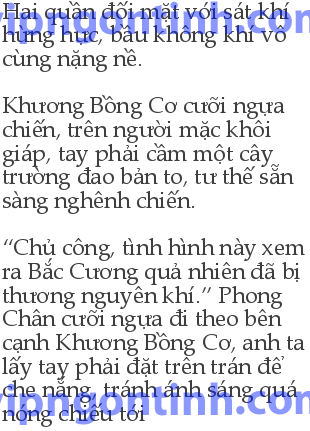 Hai quân đối mặt với sát khí
hừng hực, bầu không khí vô
cùng nặng nề.
Khương Bồng Cơ cưỡi ngựa
chiến, trên người mặc khôi
giáp, tay phải cầm một cây
trường đao bản to, tư thế sẵn
sàng nghênh chiến.
“Chủ công, tình hình này xem
ra Bắc Cương quả nhiên đã bị
thương nguyên khí.” Phong
Chân cưỡi ngựa đi theo bên
cạnh Khương Bồng Cơ, anh ta
lấy tay phải đặt trên trán để
che nắng, tránh ánh sáng quá
nóng chiếu tới
vipngontinh.com
vipngontinh.com